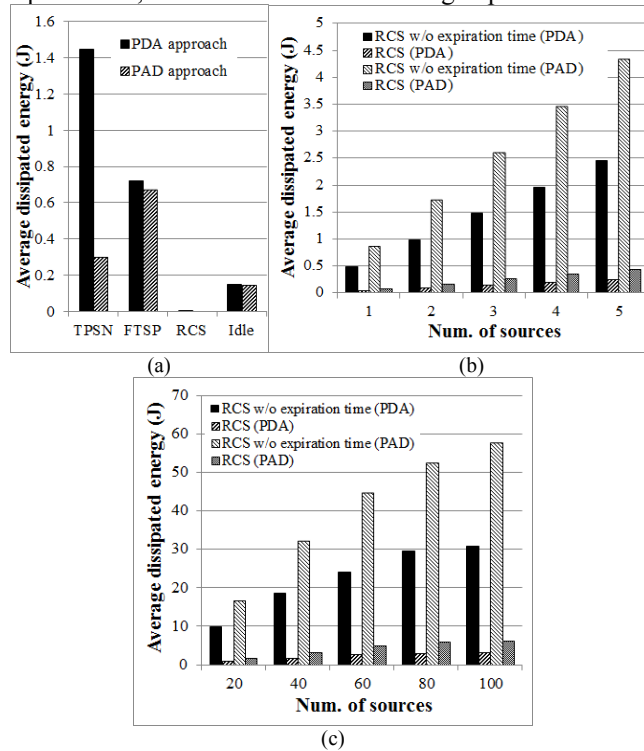 PDA approach
PAD approach
Average dissipated energy (J)
1.6
1.4
1.2
1
0.8
0.6
0.4
0.2
0
TPSN FTSP RCS Idle
(a)
RCS w/o expiration time (PDA)
RCS (PDA)
RCS w/o expiration time (PAD)
RCS (PAD)
Average dissipated energy (J)
5
4.5
4
3.5
3
2.5
2
1.5
1
0.5
0
1 2 3 4 5
Num. of sources
(b)
RCS w/o expiration time (PDA)
RCS (PDA)
RCS w/o expiration time (PAD)
RCS (PAD)
Average dissipated energy (J)
70
60
50
40
30
20
10
0
20 40 60 80 100
Num. of sources
(c)